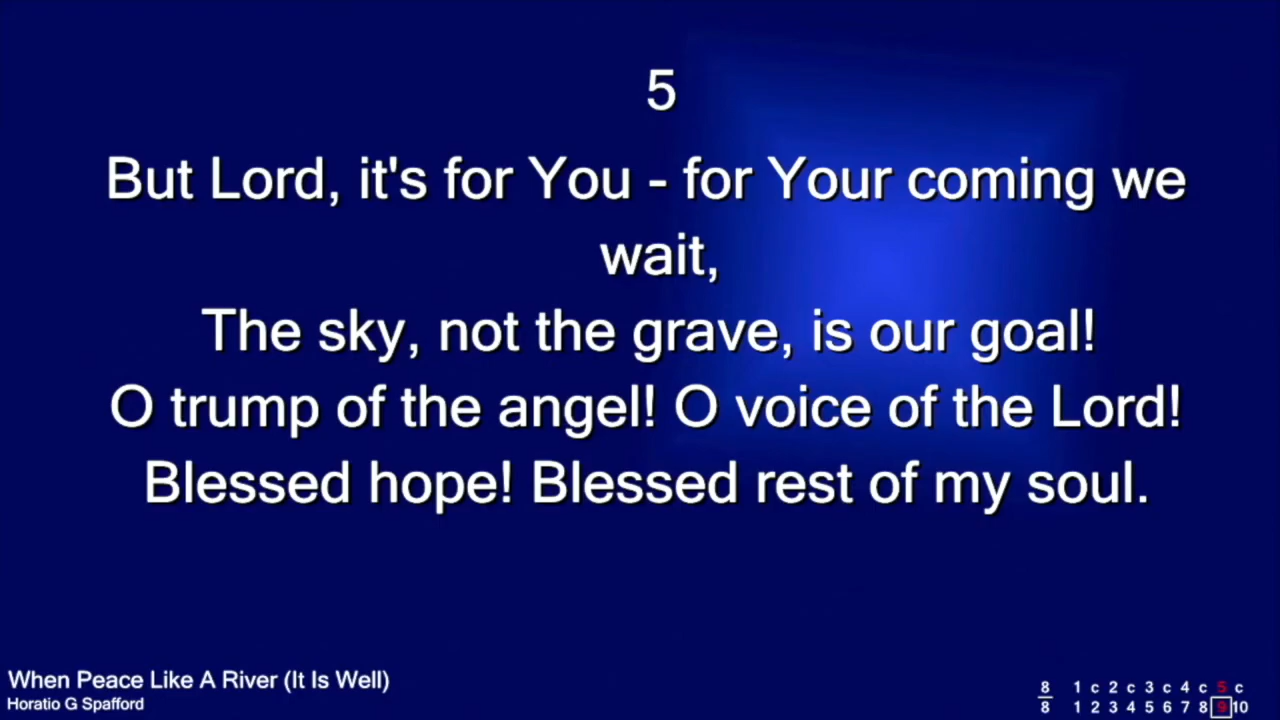 5
But Lord, it's for You - for Your coming we
wait,
The sky, not the grave, is our goal!
O trump of the angel! O voice of the Lord!
Blessed hope! Blessed rest of my soul.
When Peace Like A River (It Is Well)
Horatio G Spafford
8 1 c 2 c 3 c 4 c 5 c
8 1 2 3 4 5 6 7 8 9 10